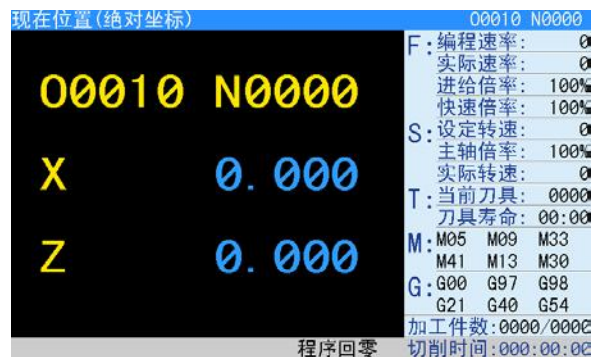 现在位置(绝对坐标) O0010 N0000
O0010 N0000
X 0.000
Z 0.000
F:编程速率: 0
实际速率: 0
进给倍率: 100%
快速倍率: 100%
S:设定转速: 0
主轴倍率: 100%
实际转速: 0
T:当前刀具: 0000
刀具寿命: 00:00
M:M05 M09 M33
M41 M13 M30
G:G00 G97 G98
G21 G40 G54
加工件数:0000/0000
程序回零 切削时间:000:00:00